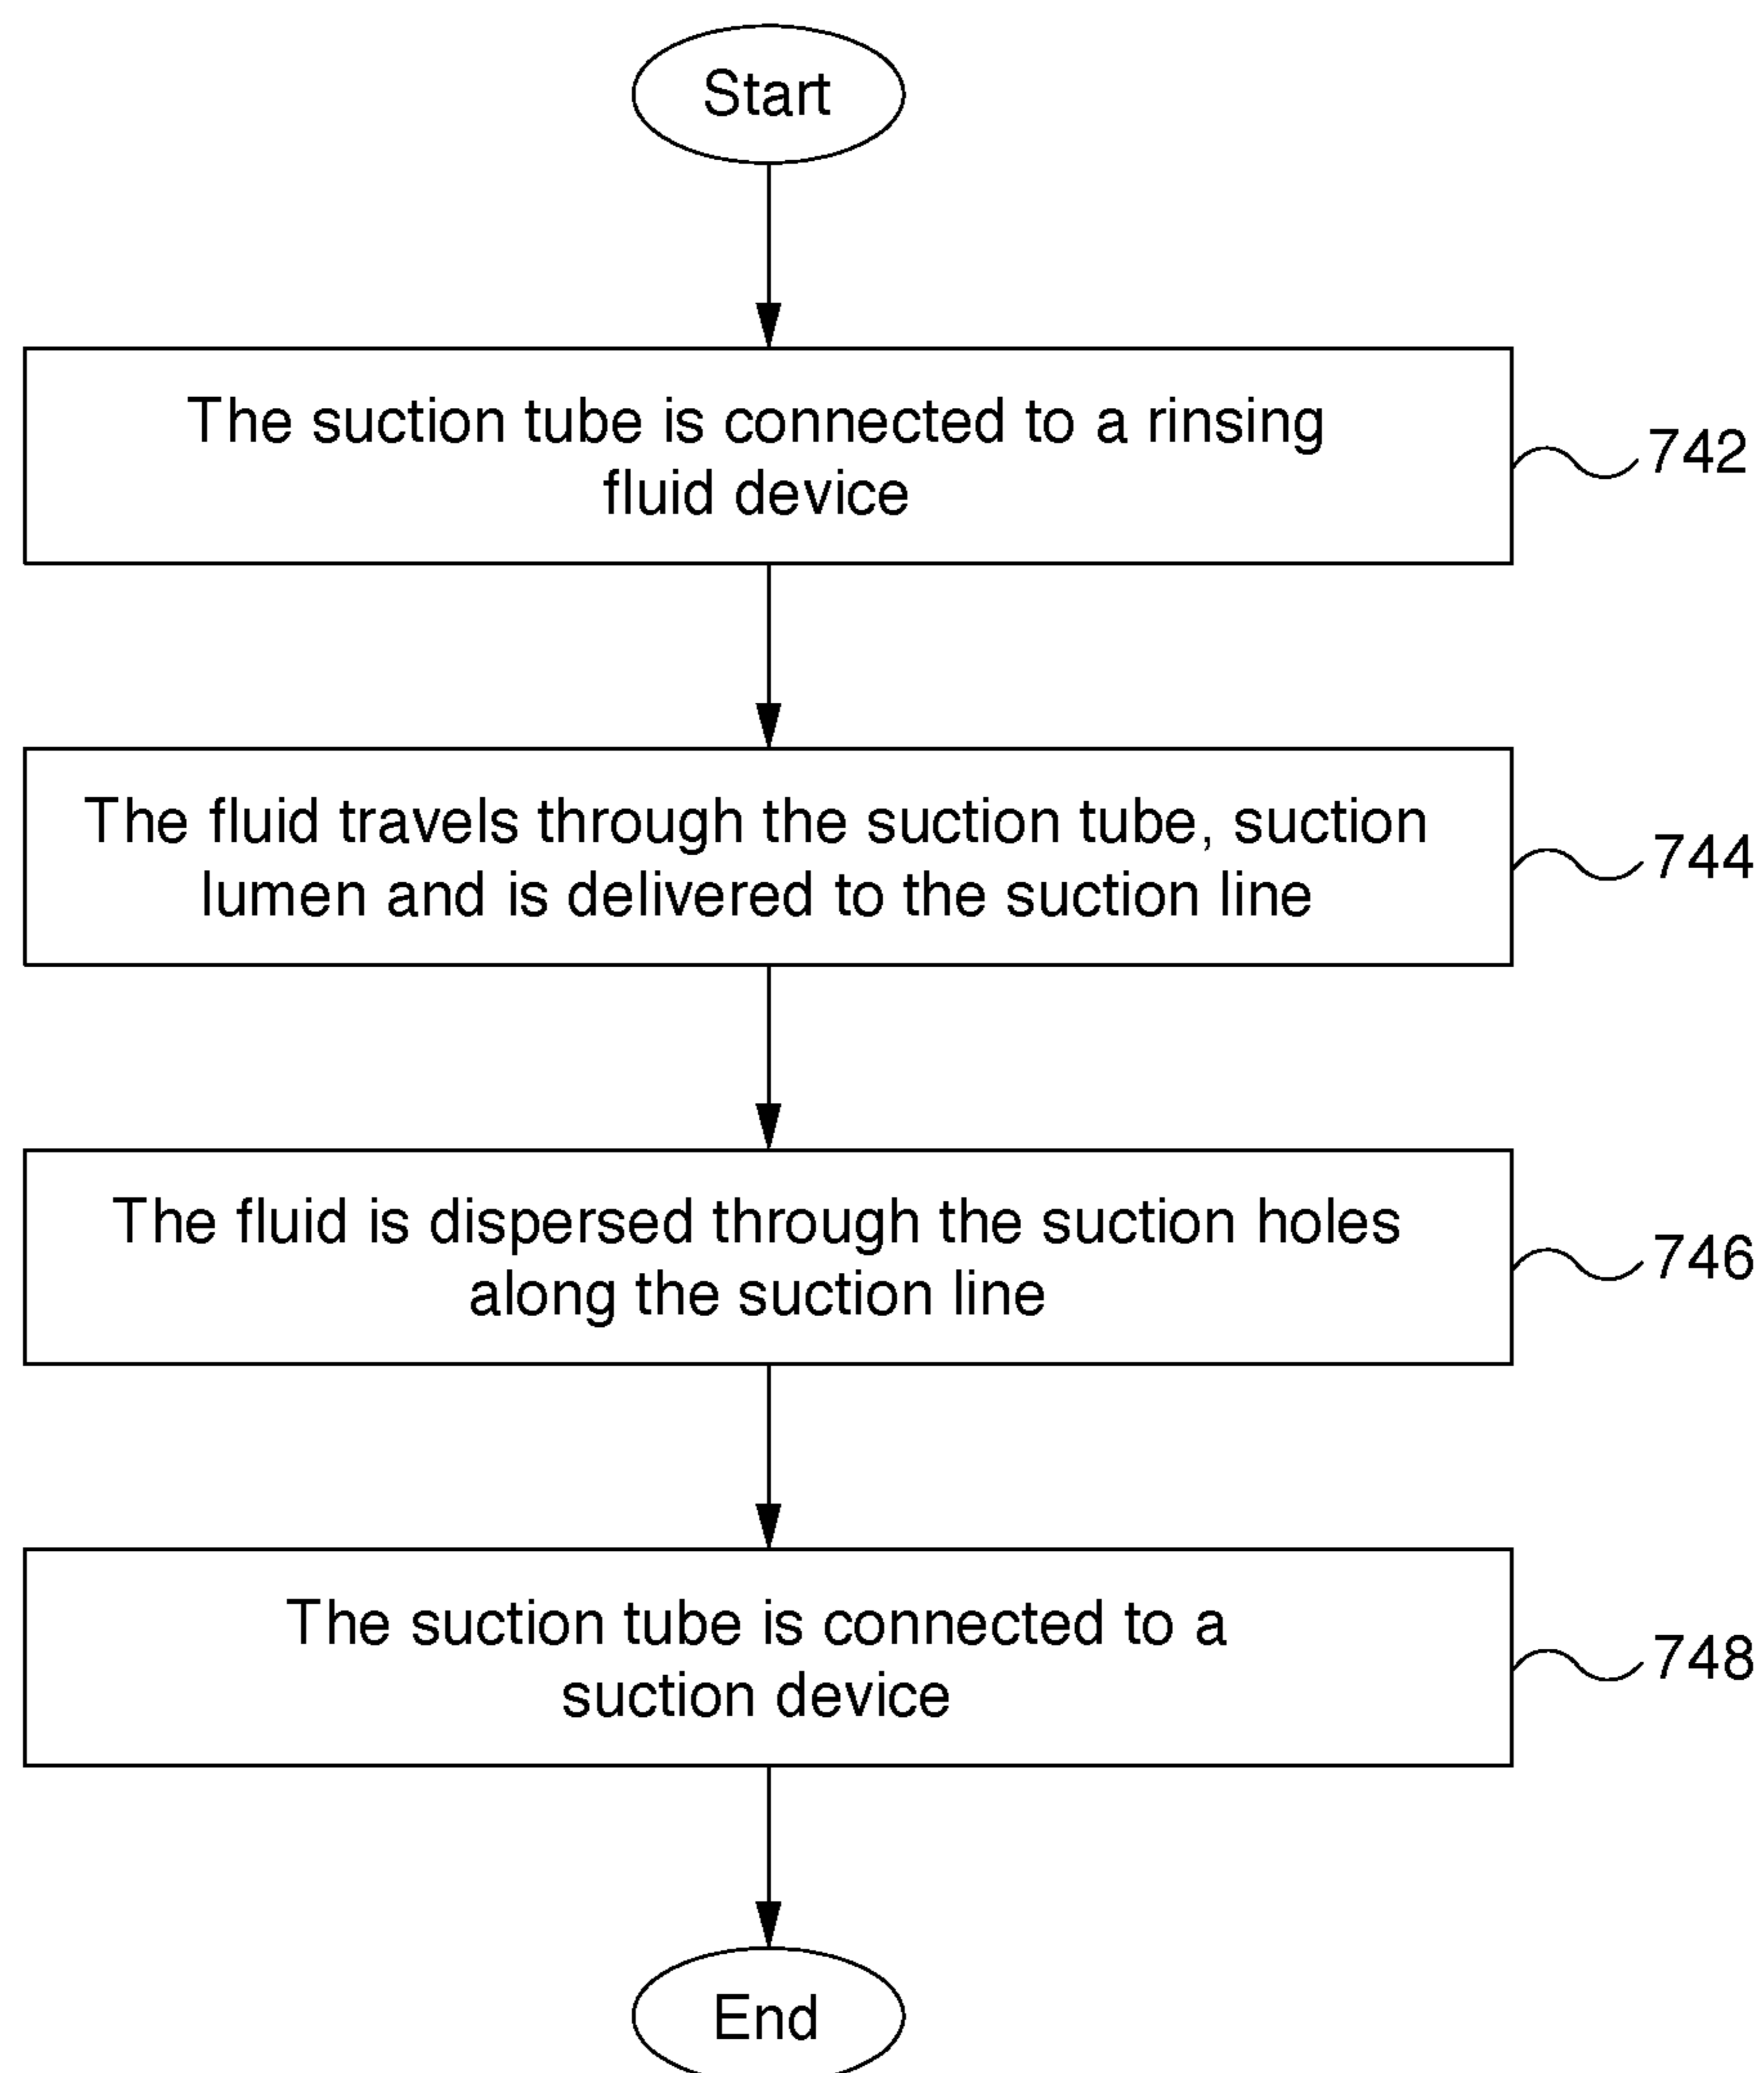 Start
The suction tube is connected to a rinsing
fluid device
742
The fluid travels through the suction tube, suction
lumen and is delivered to the suction line
744
The fluid is dispersed through the suction holes
along the suction line
746
The suction tube is connected to a
suction device
748
End